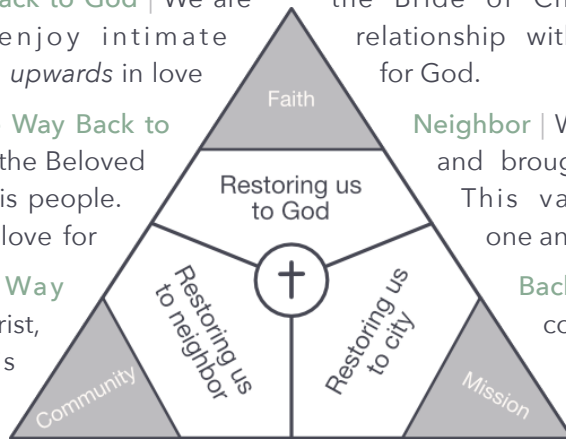 Back to God | We are
enjoy intimate
upwards in love
Way Back to
the Beloved
is people.
love for
Way
rist,
s
the Bride of Ch
relationship with
for God.
Neighbor | W
and broug
This va
one an
Back
co
Faith
Restoring us
to God
Restoring us
to neighbor
Restoring us
to city
Community
Mission